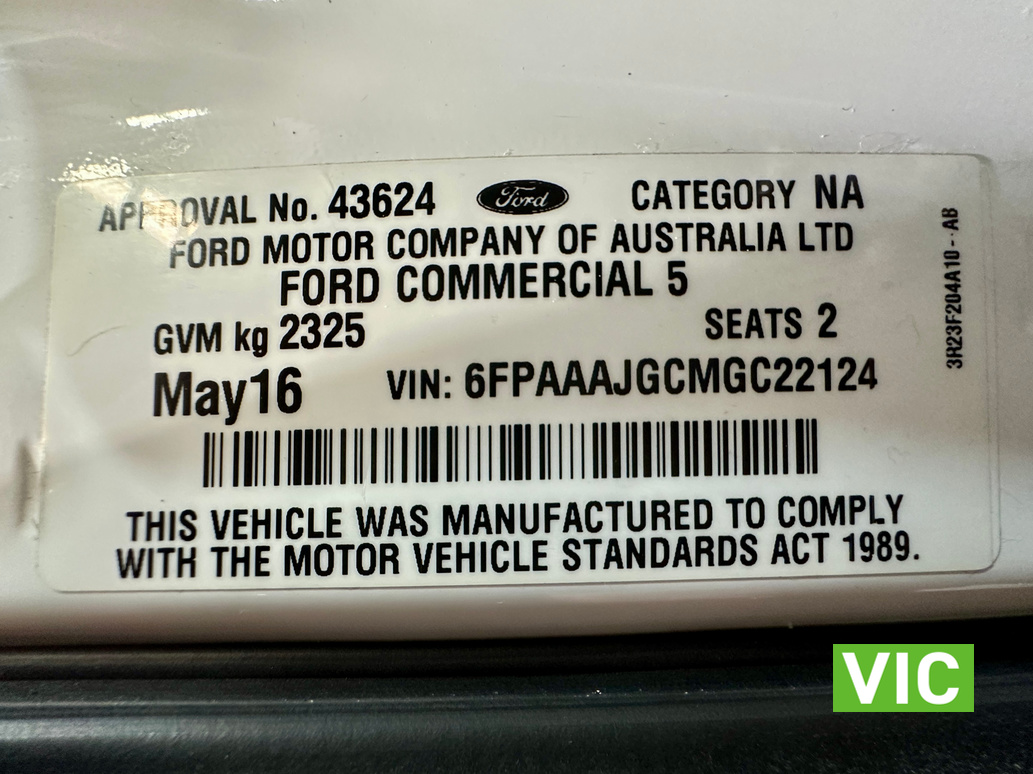 APPROVAL No. 43624 Ford CATEGORY NA
FORD MOTOR COMPANY OF AUSTRALIA LTD
FORD COMMERCIAL 5
GVM kg 2325 SEATS 2
May16 VIN: 6FPAAAJGCMGC22124
THIS VEHICLE WAS MANUFACTURED TO COMPLY
WITH THE MOTOR VEHICLE STANDARDS ACT 1989.
3R23F204A10--AB
VIC